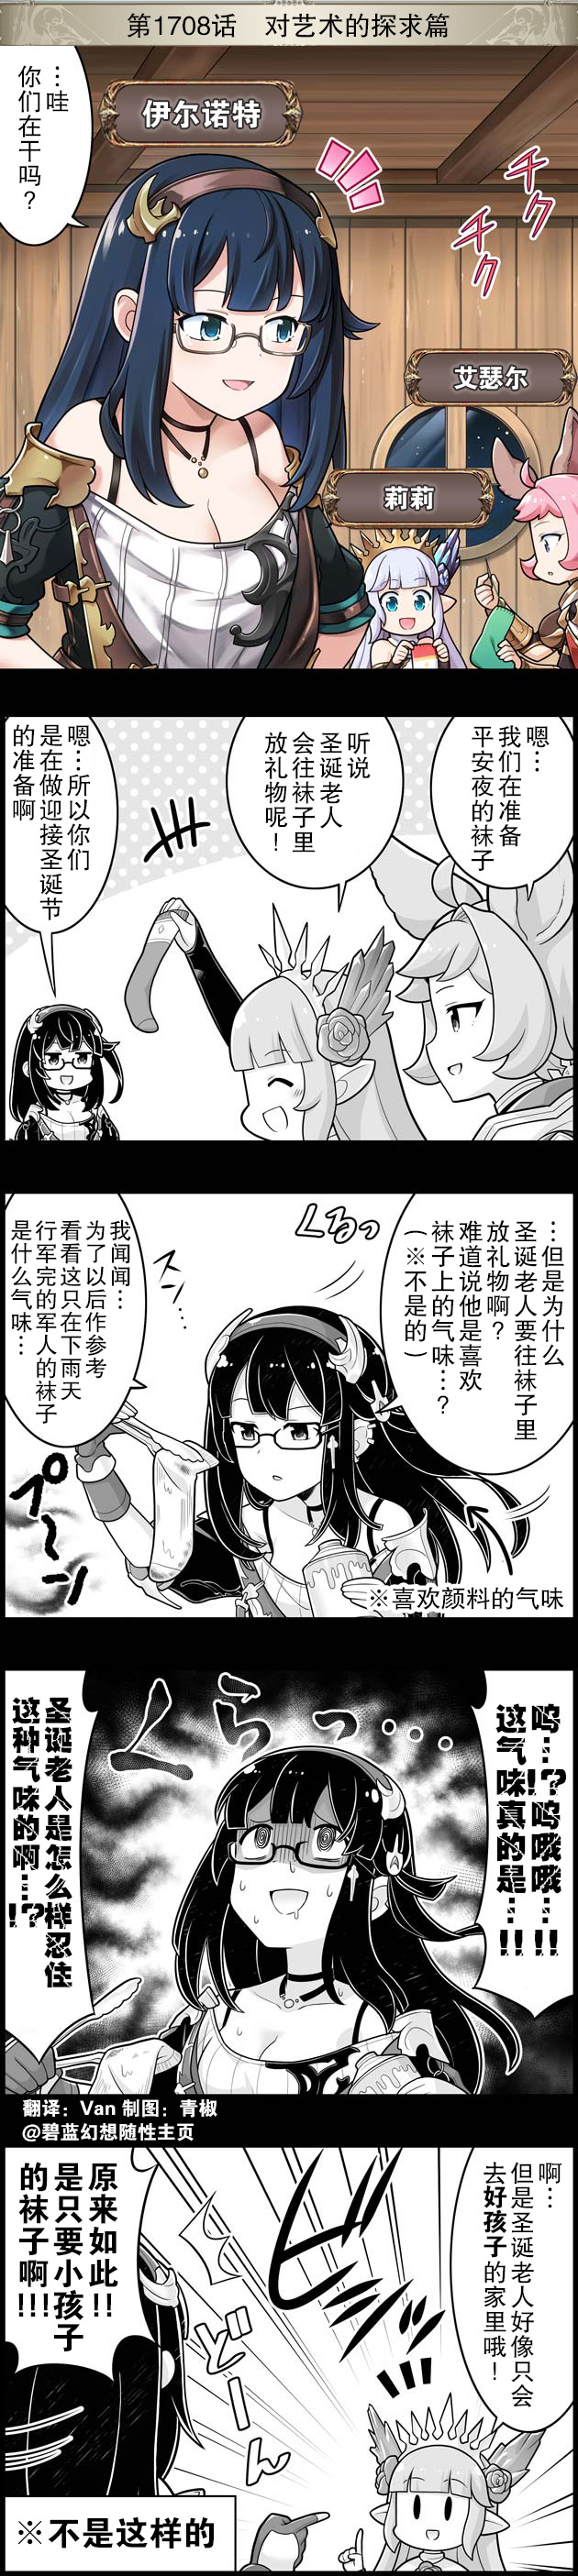 第1708话　对艺术的探求篇
…哇
你们在干吗？
伊尔诺特
チク
チク
艾瑟尔
莉莉
嗯…
我们在准备
平安夜的袜子
听说
圣诞老人
会往袜子里
放礼物呢！
嗯…所以你们
是在做迎接圣诞节
的准备啊
…但是为什么
圣诞老人要往袜子里
放礼物啊？
难道说他是喜欢
袜子上的气味…？
（※不是的）
くるっ
スス…
我闻闻…
为了以后作参考
看看这只在下雨天
行军完的军人的袜子
是什么气味…
プ〜ン
※喜欢颜料的气味
呜…!?呜哦哦…!!
这气味真的是…!!
くらっ…
圣诞老人是怎么样忍住
这种气味的啊…!?
翻译：Van 制图：青椒
@碧蓝幻想随性主页
啊…
但是圣诞老人好像只会
去好孩子的家里哦！
ビシッ
どーん
原来如此!!
是只要小孩子
的袜子啊!!!
※不是这样的